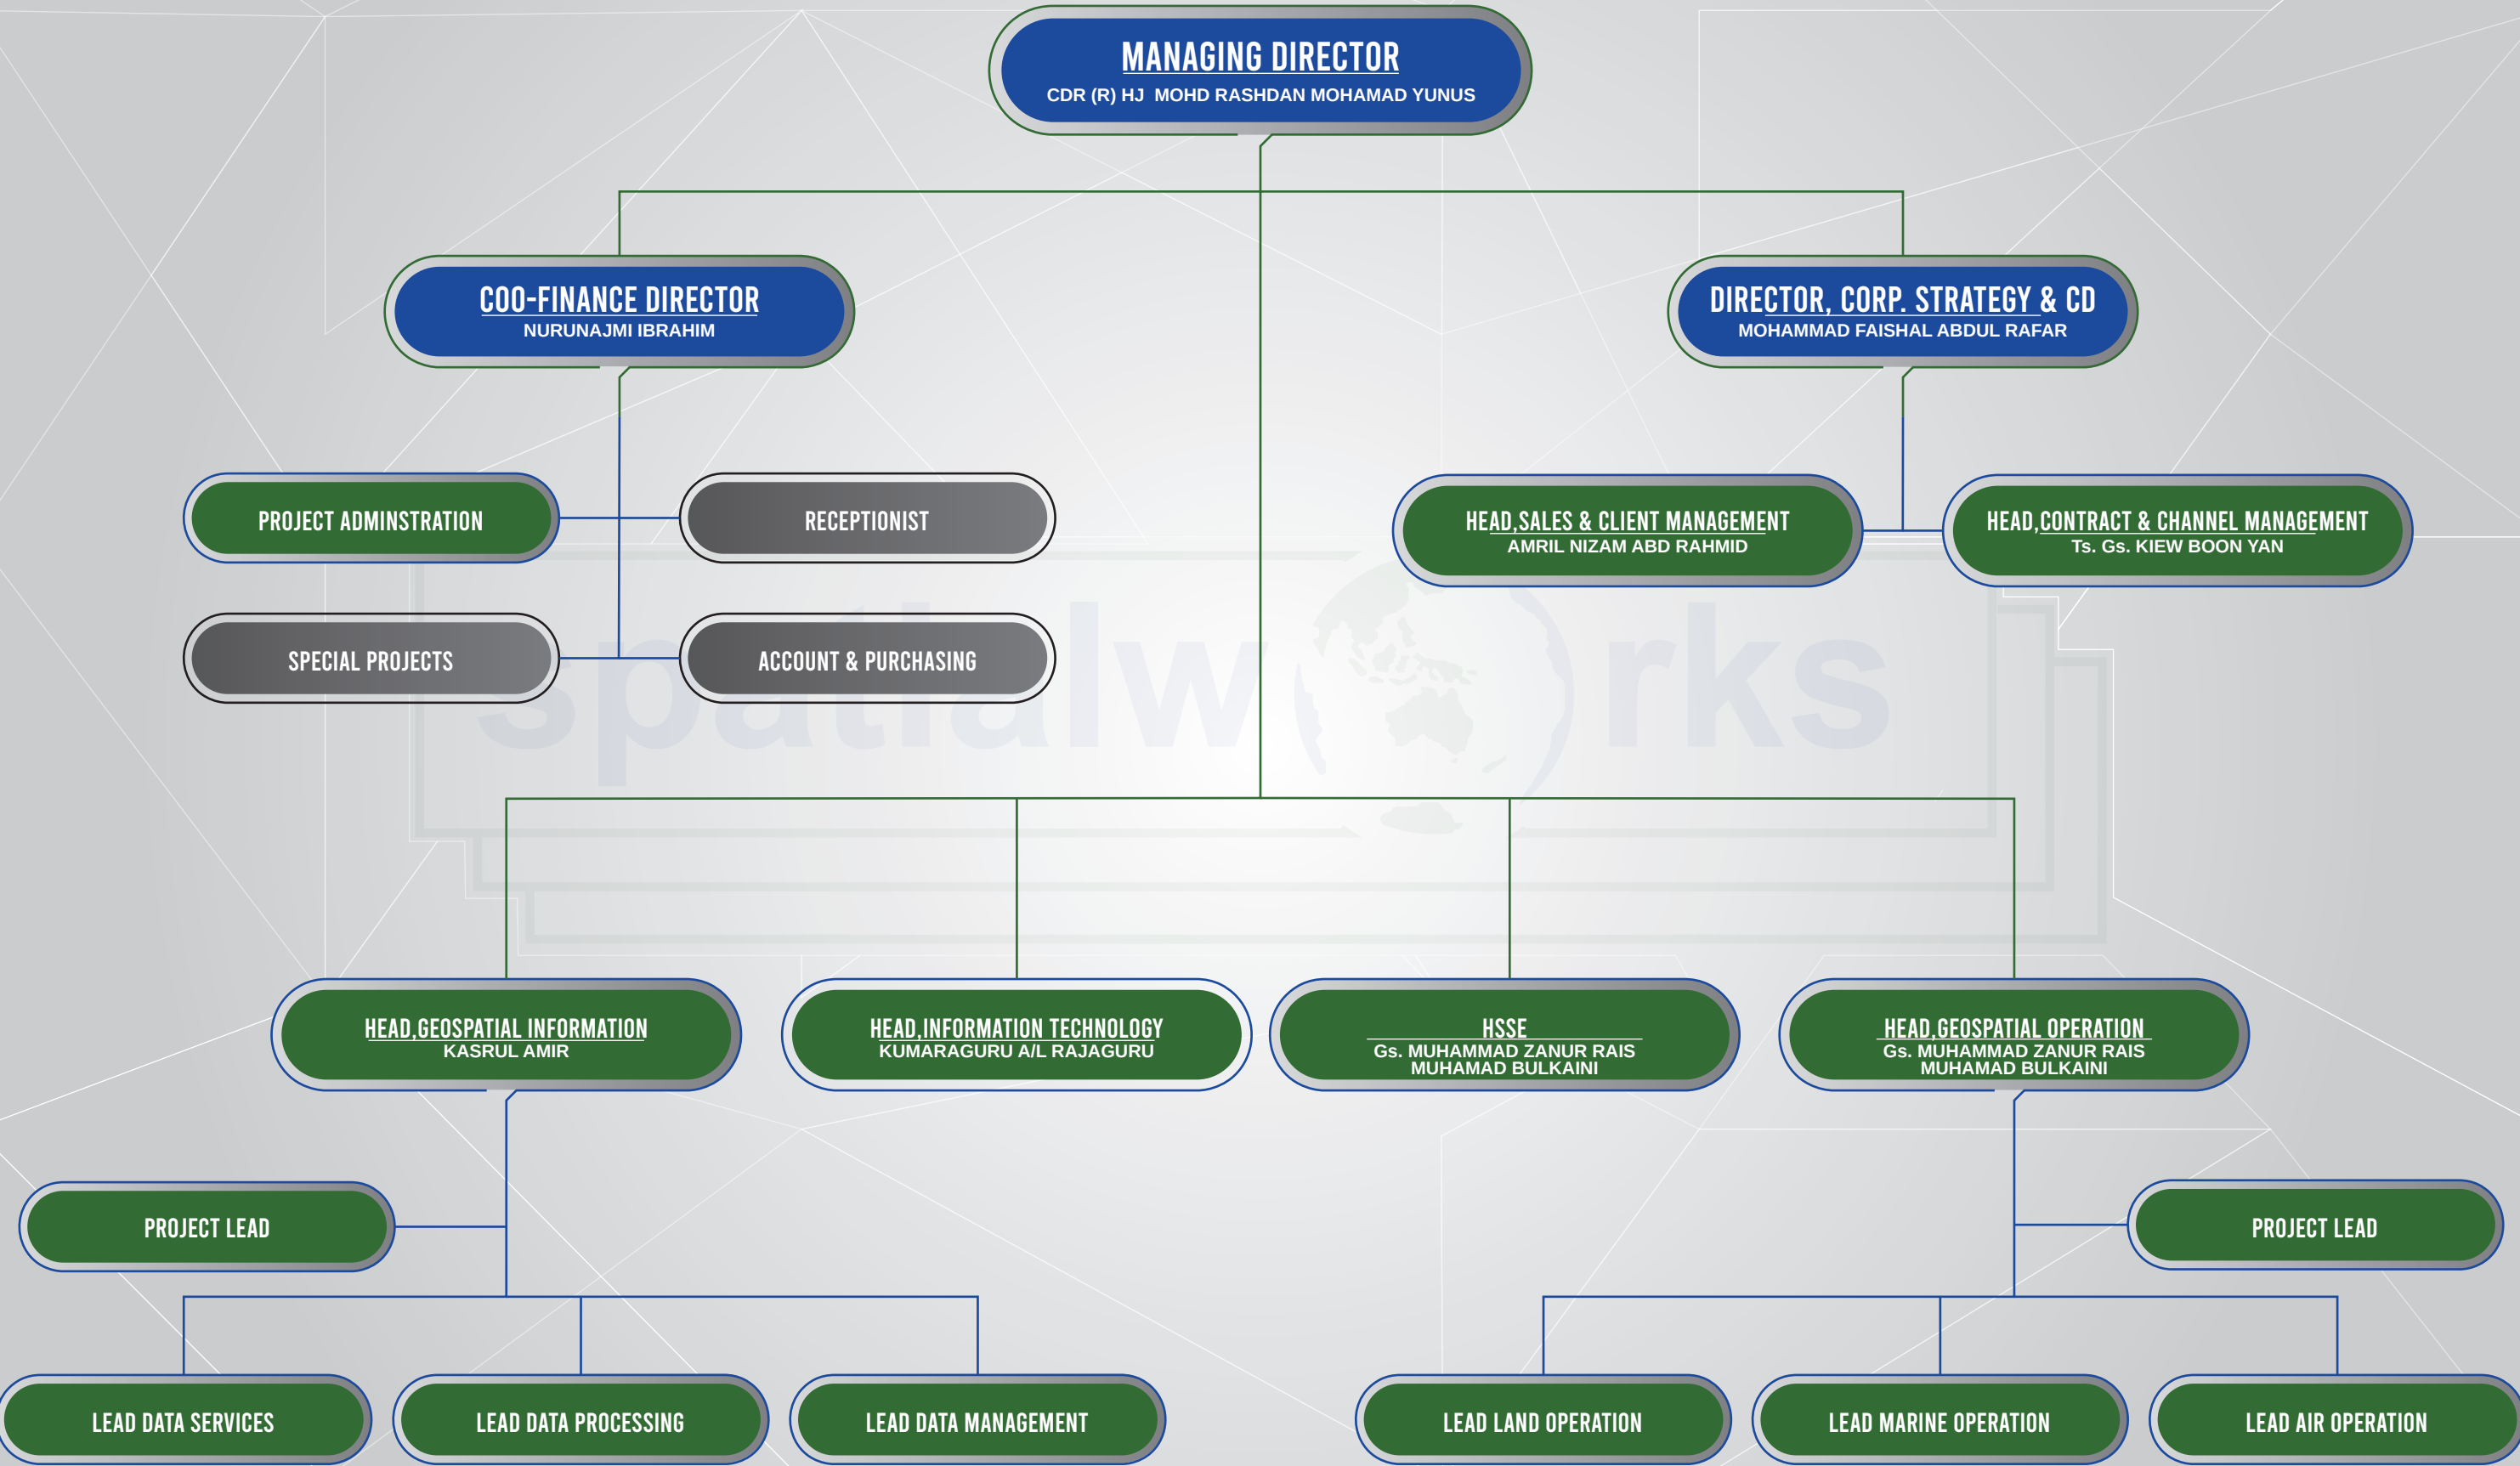 MANAGING DIRECTOR
CDR (R) HJ  MOHD RASHDAN MOHAMAD YUNUS
COO-FINANCE DIRECTOR
NURUNAJMI IBRAHIM
DIRECTOR, CORP. STRATEGY & CD
MOHAMMAD FAISHAL ABDUL RAFAR
PROJECT ADMINSTRATION
RECEPTIONIST
HEAD,SALES & CLIENT MANAGEMENT
AMRIL NIZAM ABD RAHMID
HEAD,CONTRACT & CHANNEL MANAGEMENT
Ts. Gs. KIEW BOON YAN
SPECIAL PROJECTS
ACCOUNT & PURCHASING
spatialw rks
HEAD,GEOSPATIAL INFORMATION
KASRUL AMIR
HEAD,INFORMATION TECHNOLOGY
KUMARAGURU A/L RAJAGURU
HSSE
Gs. MUHAMMAD ZANUR RAIS
MUHAMAD BULKAINI
HEAD,GEOSPATIAL OPERATION
Gs. MUHAMMAD ZANUR RAIS
MUHAMAD BULKAINI
PROJECT LEAD
PROJECT LEAD
LEAD DATA SERVICES
LEAD DATA PROCESSING
LEAD DATA MANAGEMENT
LEAD LAND OPERATION
LEAD MARINE OPERATION
LEAD AIR OPERATION